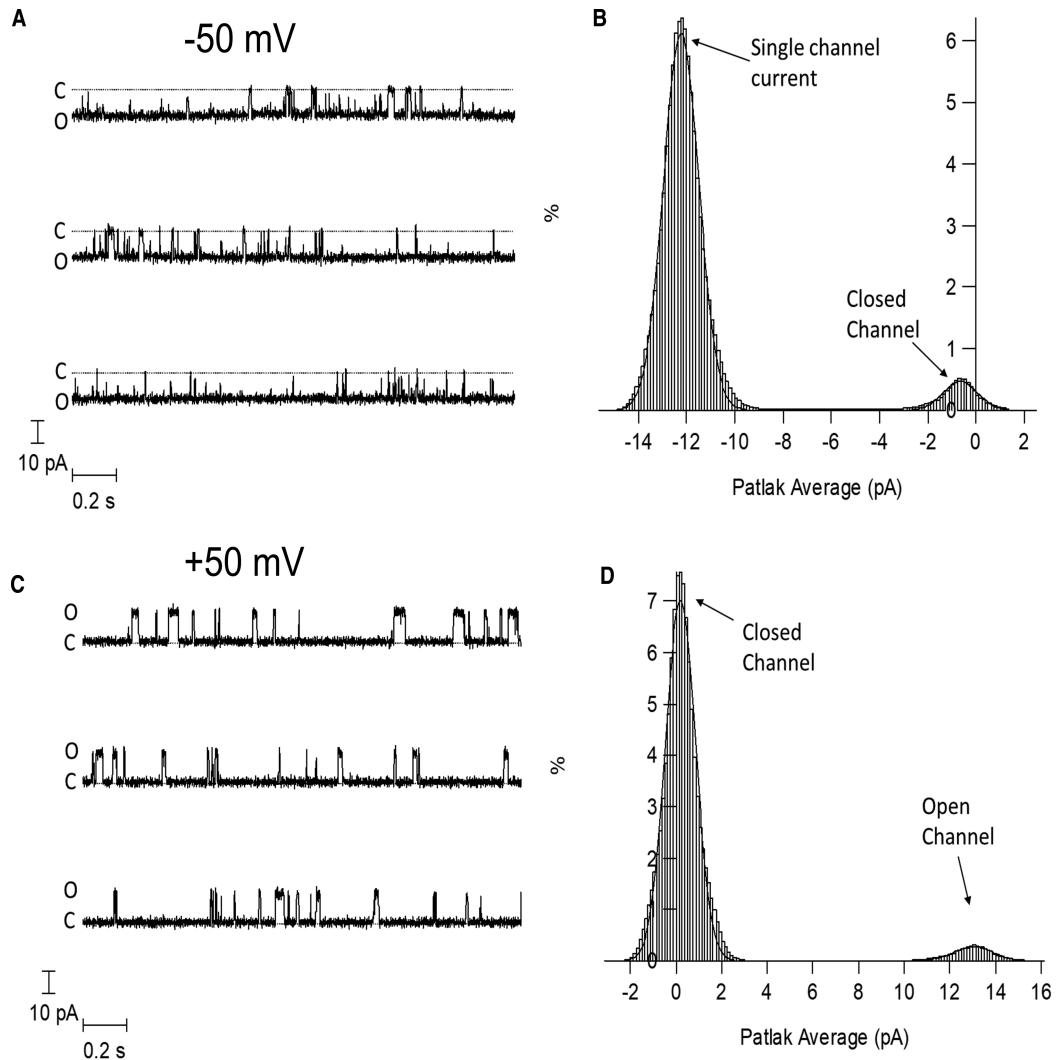 A
-50 mV
C
O
C
O
C
O
10 pA
0.2 s
B
Single channel
current
Closed
Channel
%
6
5
4
3
2
1
0
-14 -12 -10 -8 -6 -4 -2 0 2
Patlak Average (pA)
C
+50 mV
O
C
O
C
O
C
10 pA
0.2 s
D
Closed
Channel
Open
Channel
%
7
6
5
4
3
2
0
-2 0 2 4 6 8 10 12 14 16
Patlak Average (pA)